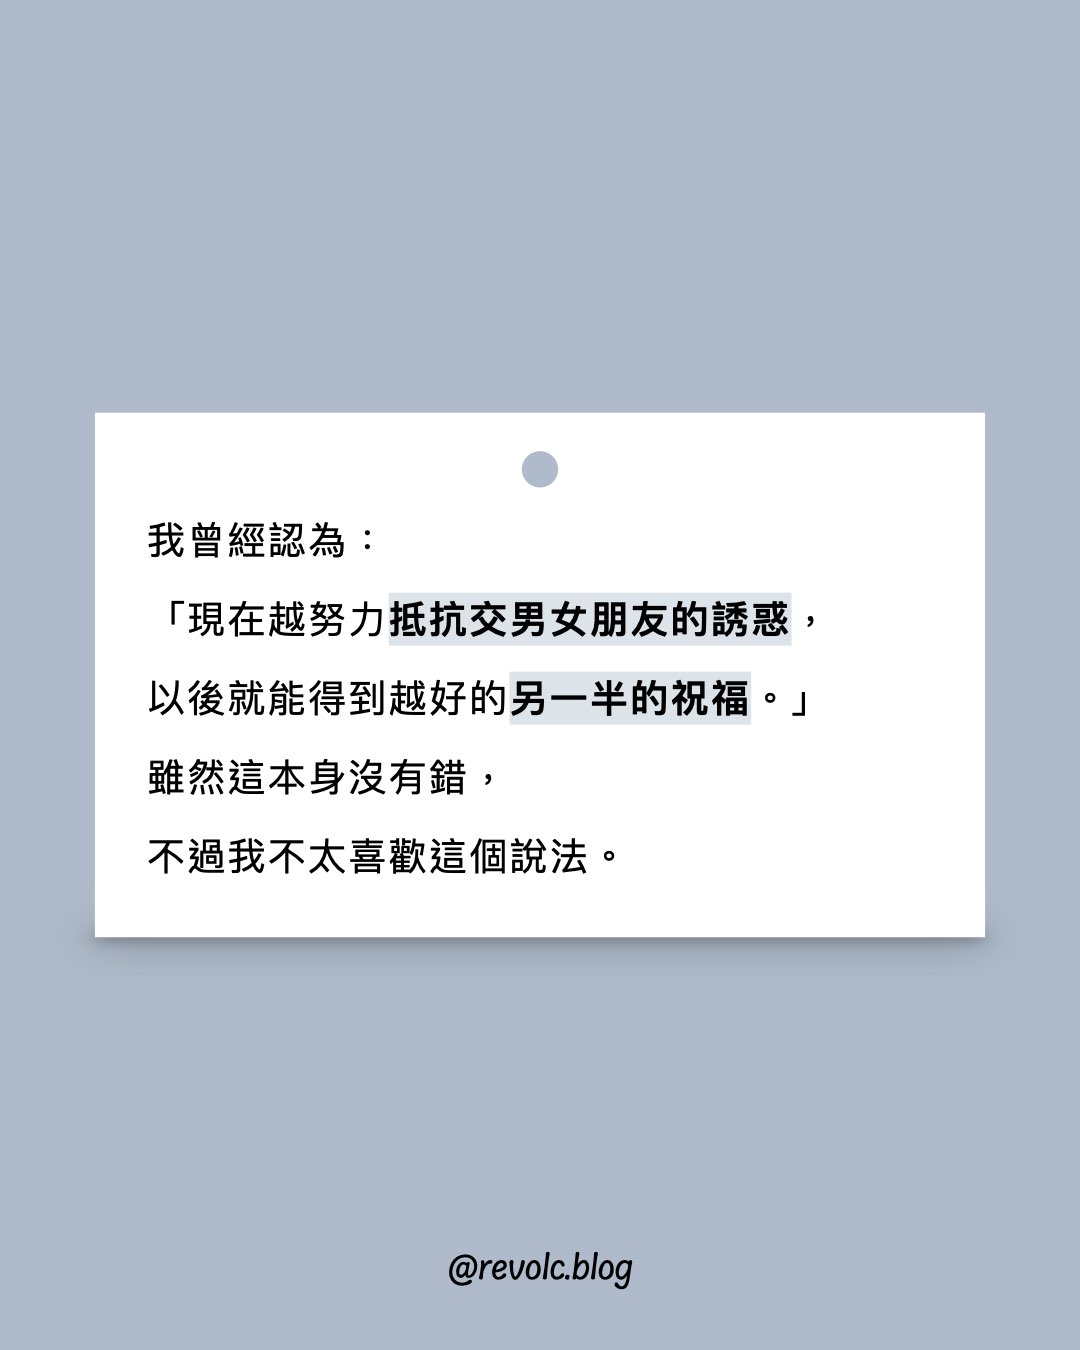 我曾經認為：
「現在越努力抵抗交男女朋友的誘惑，
以後就能得到越好的另一半的祝福。」
雖然這本身沒有錯，
不過我不太喜歡這個說法。
@revolc.blog